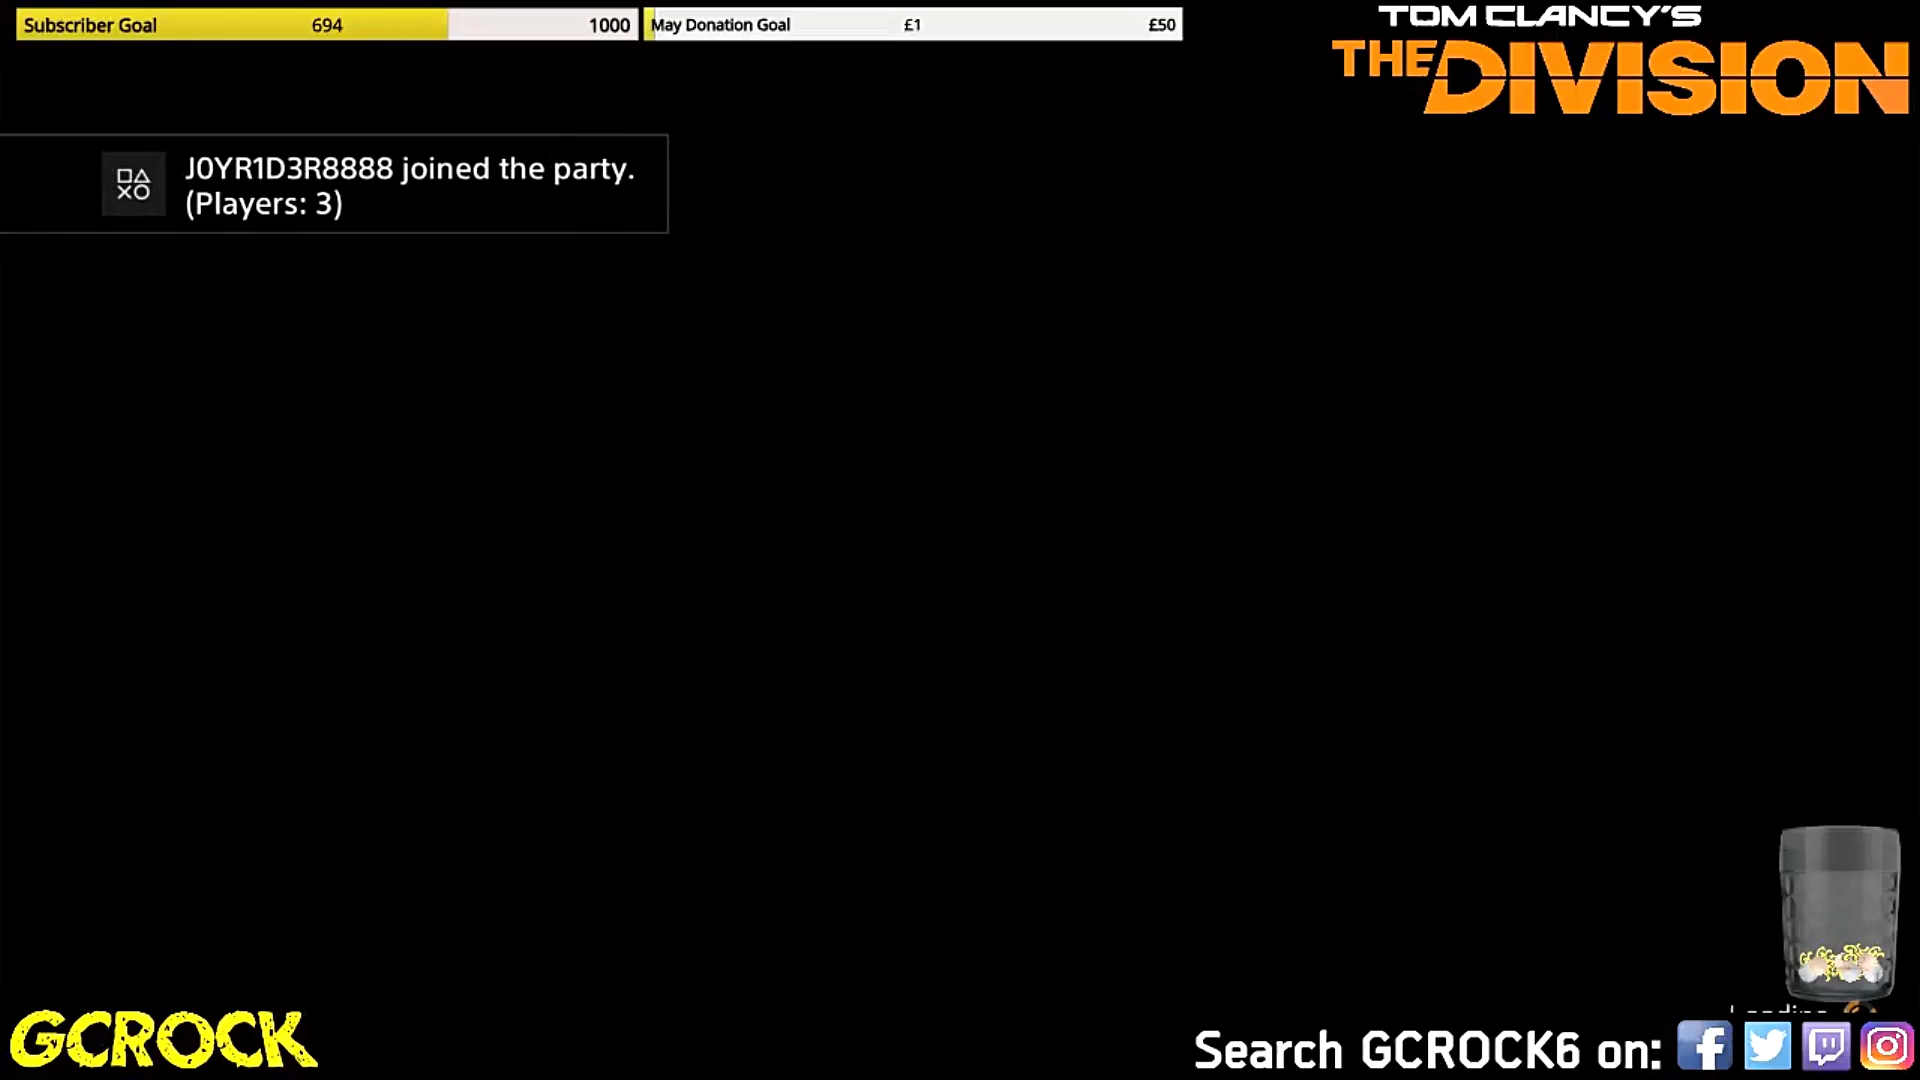 Subscriber Goal 694 1000
May Donation Goal £1 £50
TOM CLANCY'S
THE DIVISION
J0YR1D3R8888 joined the party.
(Players: 3)
GCROCK
Search GCROCK6 on: